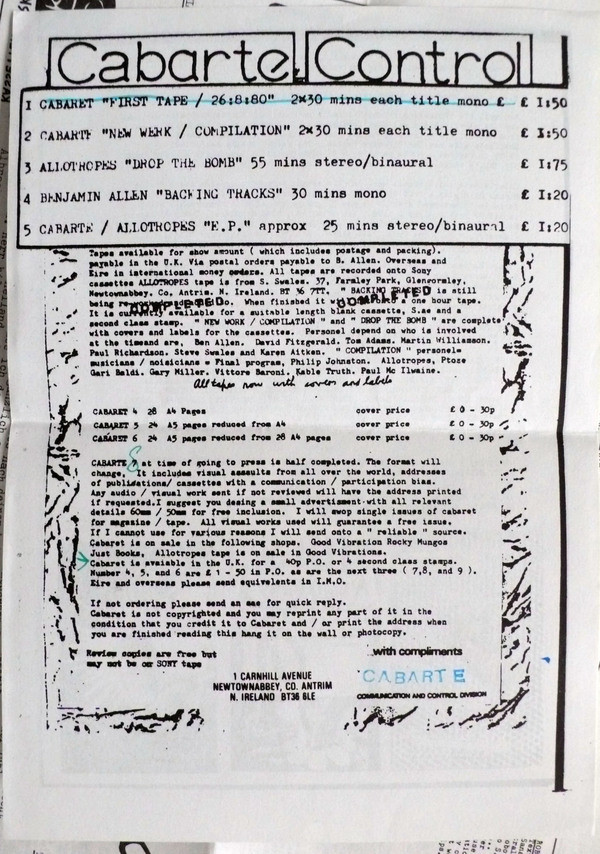 Cabarte Control
1 CABARET "FIRST TAPE / 26:8:80" 2x30 mins each title mono £ £ 1:50
2 CABARTE "NEW WERK / COMPILATION" 2x30 mins each title mono £ 1:50
3 ALLOTROPES "DROP THE BOMB" 55 mins stereo/binaural £ 1:75
4 BENJAMIN ALLEN "BACKING TRACKS" 30 mins mono £ 1:20
5 CABARTE / ALLOTROPES "E.P." approx 25 mins stereo/binaural £ 1:20
Tapes available for show amount ( which includes postage and packing).
payable in the U.K. Via postal orders payable to B. Allen. Overseas and
Eire in international money orders. All tapes are recorded onto Sony
cassettes ALLOTROPES tape is from S. Swales. 37, Farmley Park, Glengormley,
Newtownabbey. Co, Antrim. N. Ireland. BT 36 7TT. " BACKING TRACKS" is still
being COMPLETED When finished it COMPLETED one hour tape.
It is currently available for a suitable length blank cassette, S.ae and a
second class stamp. " NEW WORK / COMPILATION " and " DROP THE BOMB " are complete
with covers and labels for the cassettes. Personel depend on who is involved
at the timeand are, Ben Allen. David Fitzgerald. Tom Adams. Martin Williamson.
Paul Richardson. Steve Swales and Karen Aitken. " COMPILATION " personel=
musicians / noisicians = Final program, Philip Johnston. Allotropes, Ptoze
Gari Baldi. Gary Miller. Vittore Baroni. Kable Truth. Paul Mc Ilwaine.
All tapes now with covers and labels
CABARET 4 28 A4 Pages cover price £ 0 - 30p
CABARET 5 24 A5 pages reduced from A4 cover price £ 0 - 30p
CABARET 6 24 A5 pages reduced from 28 A4 pages cover price £ 0 - 30p
CABARTE 8 at time of going to press is half completed. The format will
change, It includes visual assaults from all over the world, addresses
of publications/ cassettes with a communication / participation bias.
Any audio / visual work sent if not reviewed will have the address printed
if requested.I suggest you desing a small advertisment with all relevant
details 60mm / 50mm for free inclusion. I will swop single issues of cabaret
for magazine / tape. All visual works used will guarantee a free issue.
If I cannot use for various reasons I will send onto a " reliable " source.
Cabaret is on sale in the following shops. Good Vibration Rocky Mungos
Just Books, Allotropes tape is on sale in Good Vibrations.
Cabaret is avaiable in the U.K. for a 40p P.O. or 4 second class stamps.
Number 4, 5, and 6 are £ 1 - 50 in P.O. as are the next three ( 7,8, and 9 ).
Eire and overseas please send equivelents in I.M.O.
If not ordering please send an sae for quick reply.
Cabaret is not copyrighted and you may reprint any part of it in the
condition that you credit it to Cabaret and / or print the address when
you are finished reading this hang it on the wall or photocopy.
Review copies are free but
may not be on SONY tape
..with compliments
1 CARNHILL AVENUE
NEWTOWNABBEY, CO. ANTRIM
N. IRELAND BT36 6LE
CABARTE
COMMUNICATION AND CONTROL DIVISION